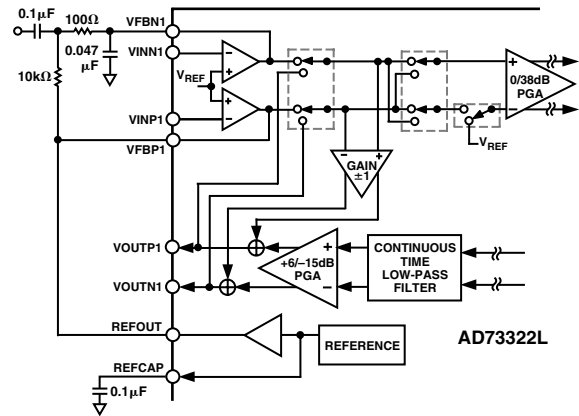 0.1μF
100Ω
VFBN1
VINN1
0.047
μF
10kΩ
VREF
VINP1
VFBP1
+
+
+
–
0/38dB
PGA
VREF
–
+
GAIN
±1
VOUTP1
VOUTN1
+
–
+6/–15dB
PGA
CONTINUOUS
TIME
LOW-PASS
FILTER
REFOUT
REFCAP
0.1μF
REFERENCE
AD73322L